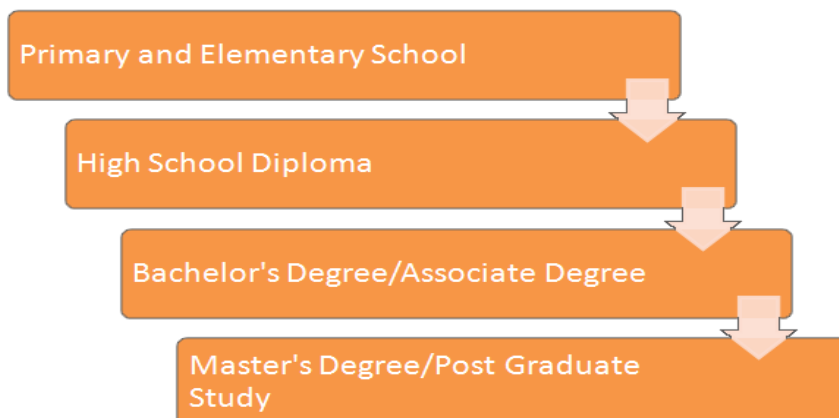 Primary and Elementary School
High School Diploma
Bachelor's Degree/Associate Degree
Master's Degree/Post Graduate
Study